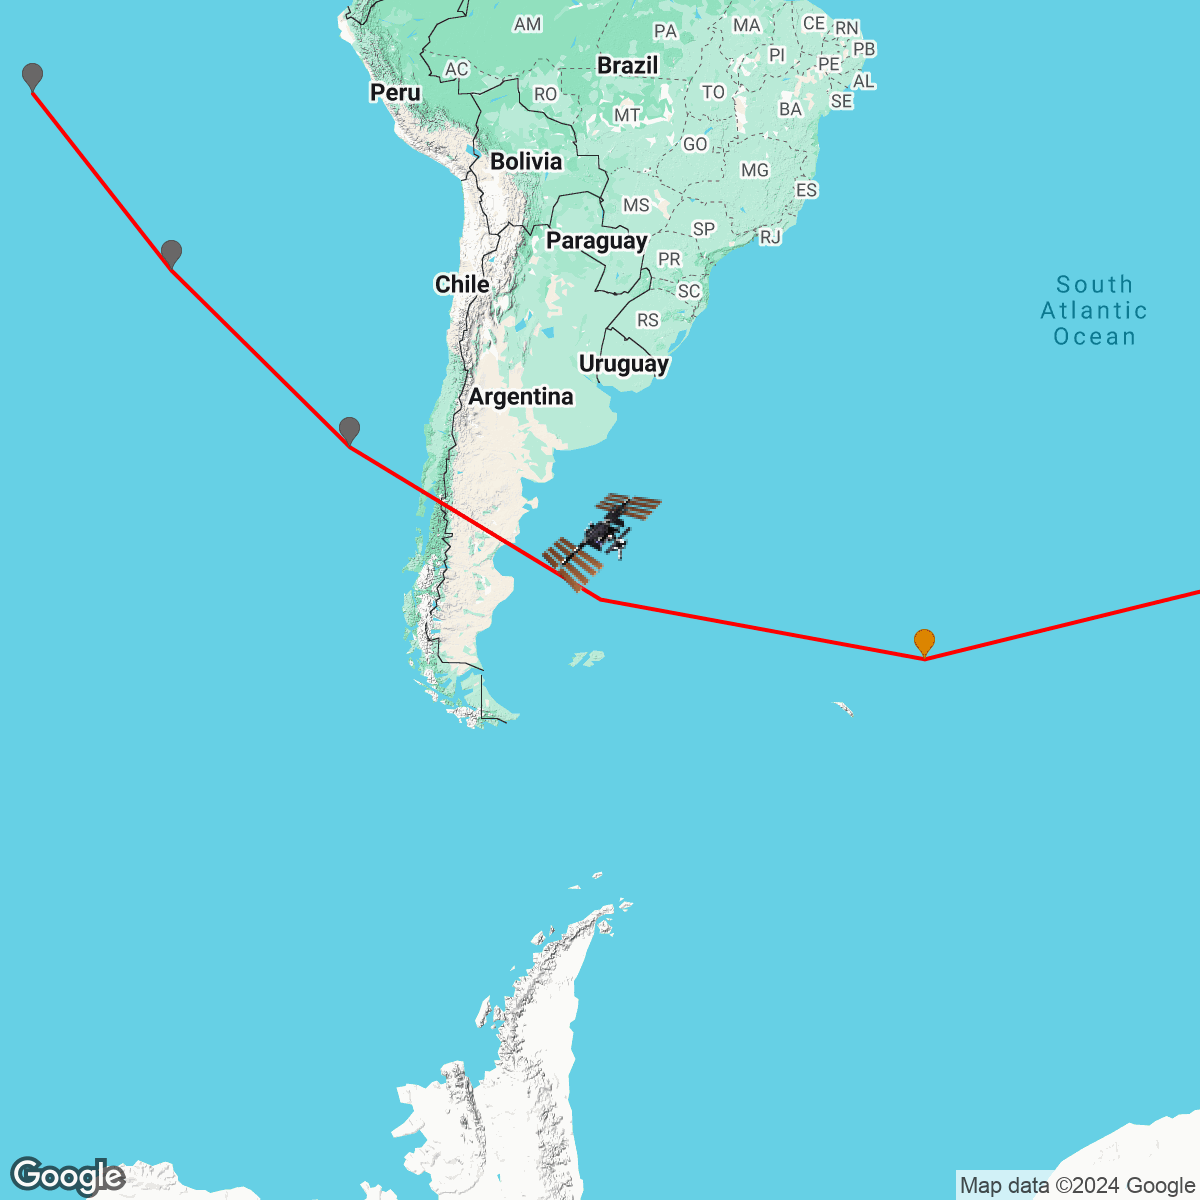 AM
PA
MA
CE
RN
PB
PI
PE
AL
Brazil
AC
RO
TO
BA
SE
Peru
MT
GO
Bolivia
MG
ES
MS
SP
RJ
Paraguay
PR
Chile
SC
South
Atlantic
Ocean
RS
Uruguay
Argentina
Google
Map data ©2024 Google